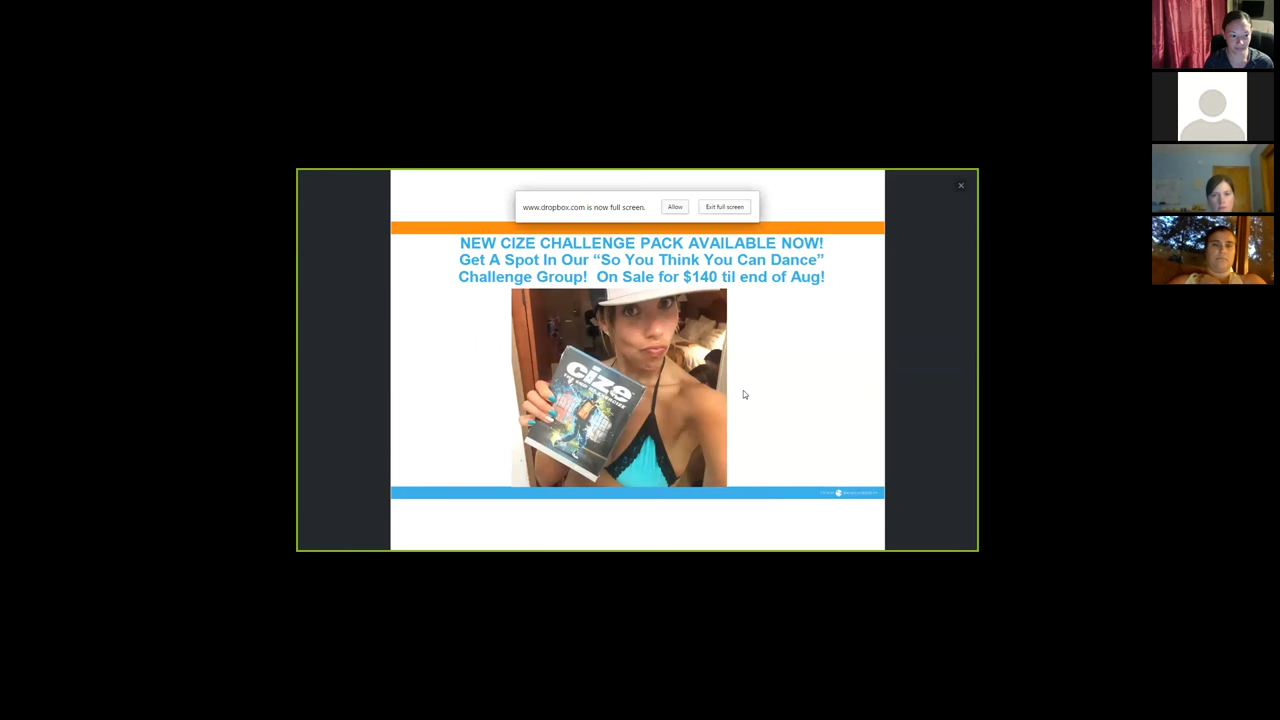 www.dropbox.com is now full screen.
Allow
Exit full screen
NEW CIZE CHALLENGE PACK AVAILABLE NOW!
Get A Spot In Our “So You Think You Can Dance”
Challenge Group!  On Sale for $140 til end of Aug!
cize